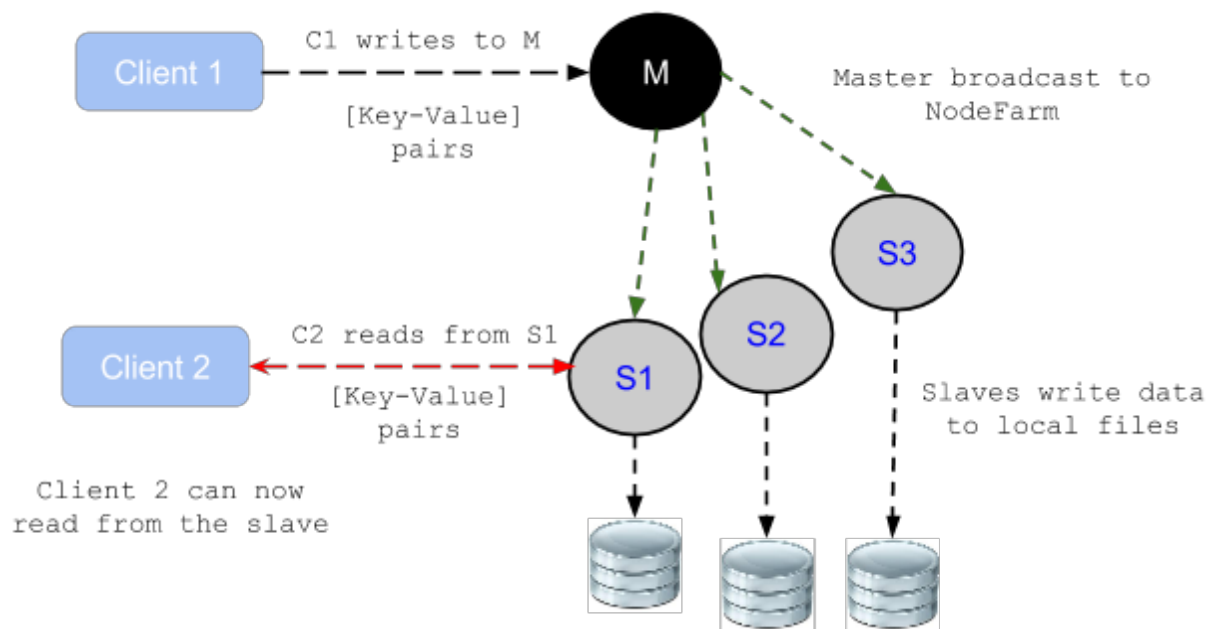 Client 1
C1 writes to M
[Key-Value]
pairs
M
Master broadcast to
NodeFarm
S3
S2
S1
Client 2
C2 reads from S1
[Key-Value]
pairs
Slaves write data
to local files
Client 2 can now
read from the slave